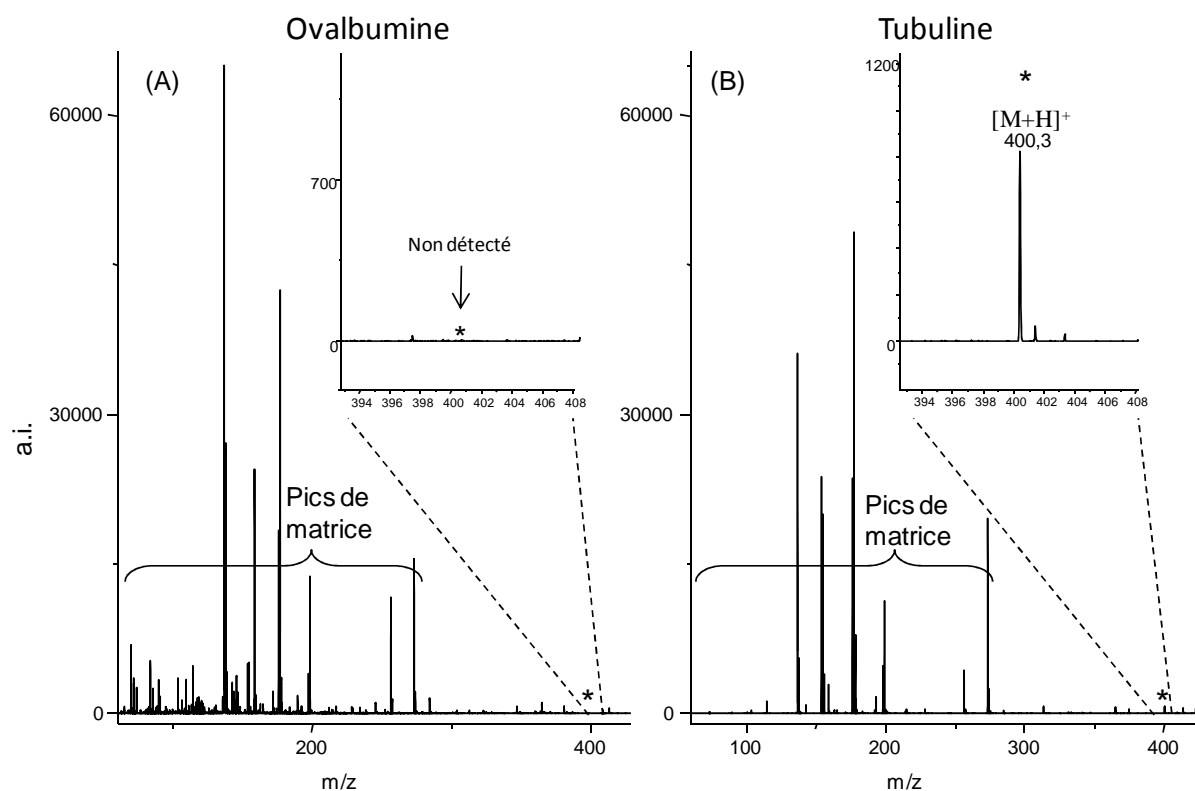 Ovalbumine
(A)
60000
30000
0
a.i.
700
0
Non détecté
*
394 396 398 400 402 404 406 408
Pics de
matrice
*
200 400
m/z
Tubuline
(B)
1200
0
*
[M+H]+
400,3
394 396 398 400 402 404 406 408
60000
30000
0
Pics de
matrice
*
100 200 300 400
m/z